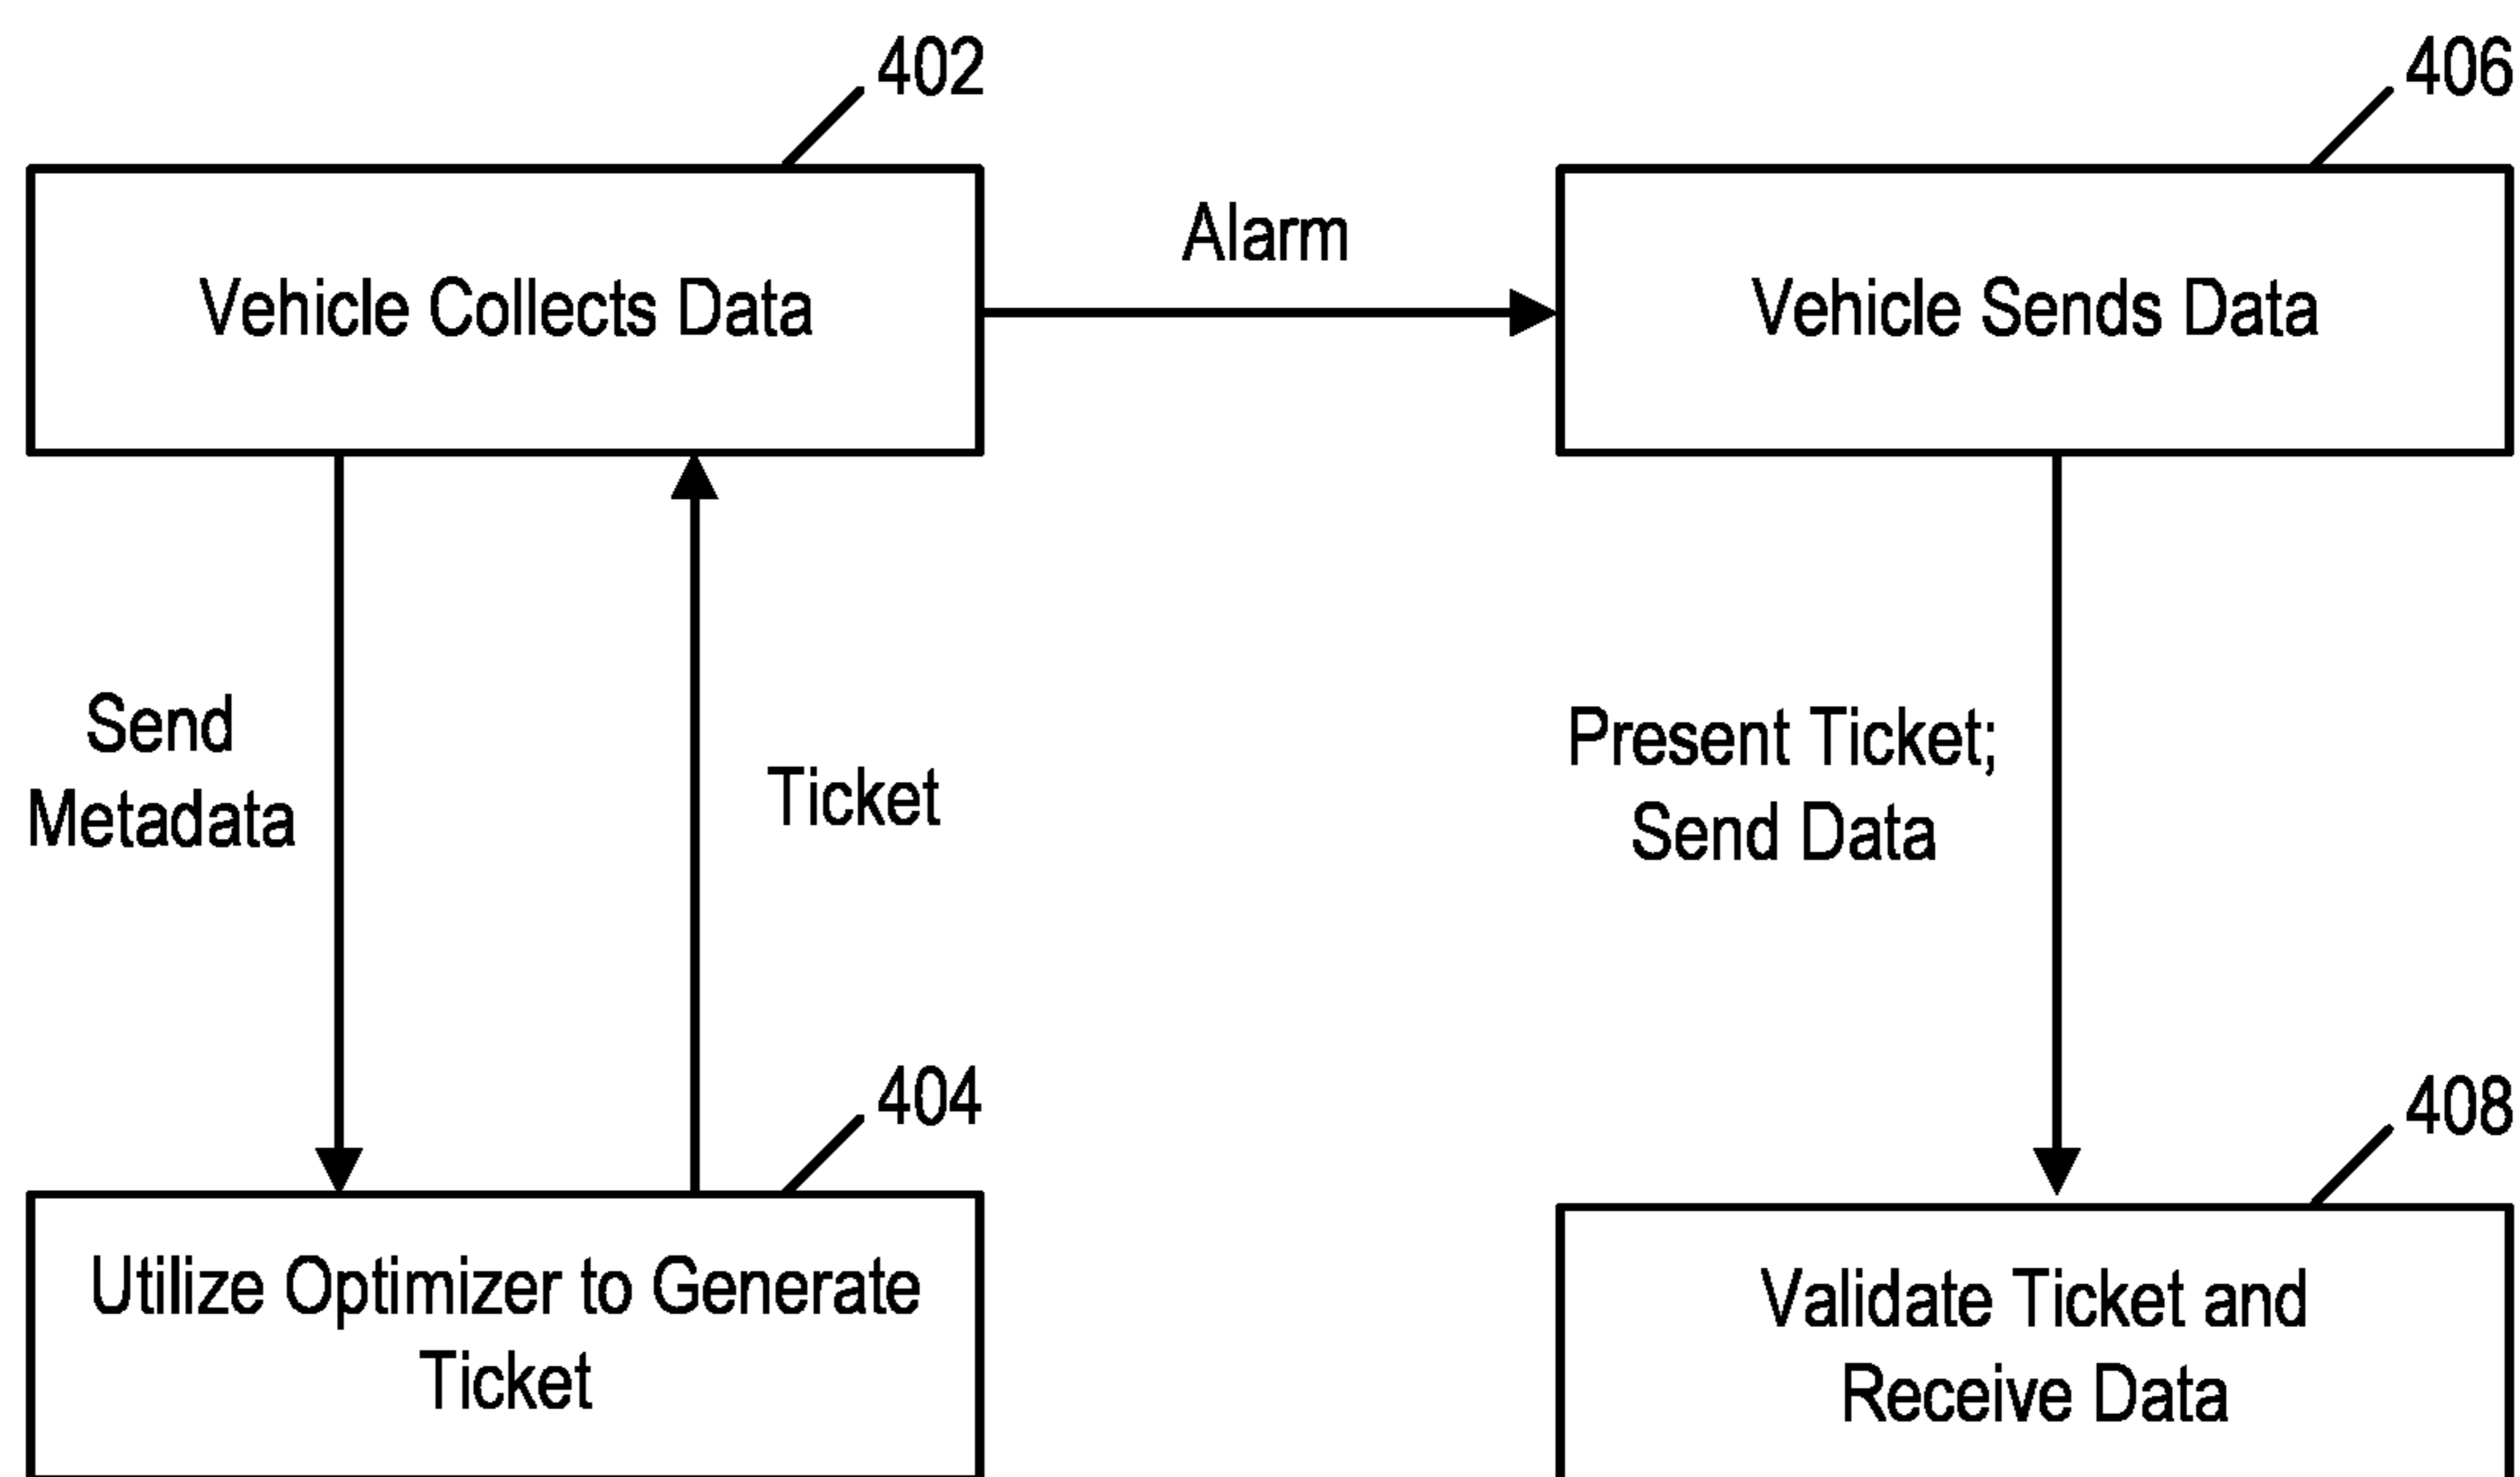 402
406
Vehicle Collects Data
Alarm
Vehicle Sends Data
Send
Metadata
Ticket
Present Ticket;
Send Data
404
408
Utilize Optimizer to Generate
Ticket
Validate Ticket and
Receive Data